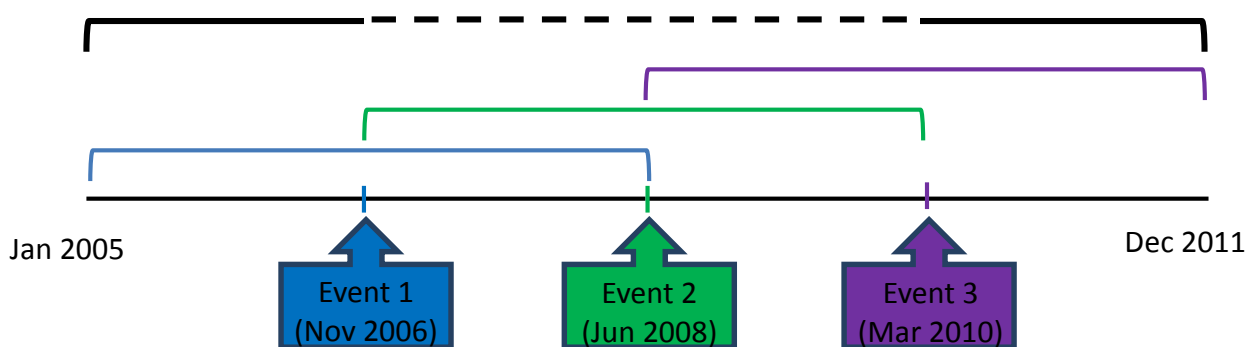 Jan 2005
Dec 2011
Event 1
(Nov 2006)
Event 2
(Jun 2008)
Event 3
(Mar 2010)